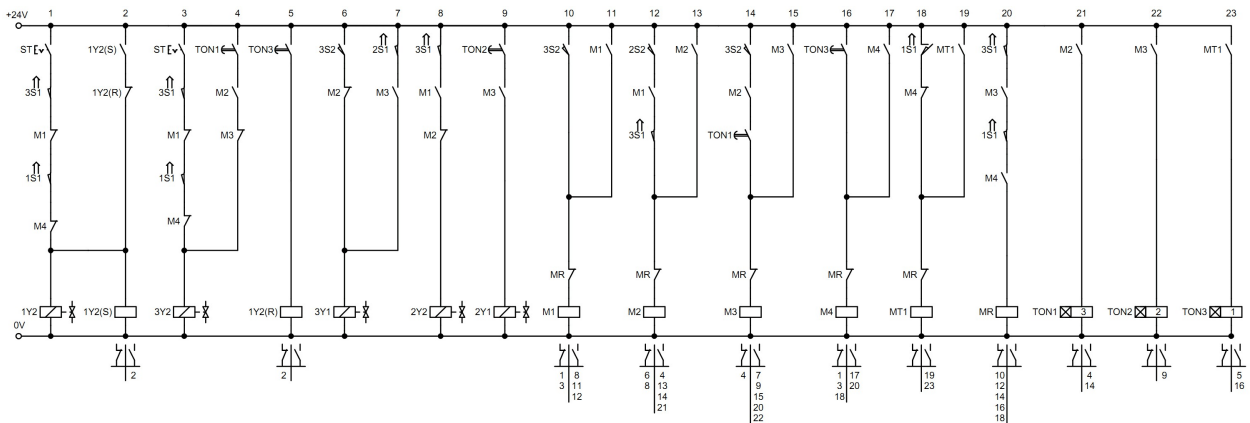 1 2 3 4 5 6 7 8 9 10 11 12 13 14 15 16 17 18 19 20 21 22 23
+24V
ST 1Y2(S) ST TON1 TON3 3S2 2S1 3S1 TON2 3S2 M1 2S2 M2 3S2 M3 TON3 M4 1S1 MT1 3S1 M2 M3 MT1
3S1 1Y2(R) 3S1 M2 M2 M3 M1 M3 M1 M2 M4 M3
M1 M1 M3 M2 3S1 TON1 1S1
1S1 1S1 M4
M4 M4
MR MR MR MR MR
1Y2 1Y2(S) 3Y2 1Y2(R) 3Y1 2Y2 2Y1 M1 M2 M3 M4 MT1 MR TON1 3 TON2 2 TON3 1
0V
2 2 1 8 6 4 4 7 1 17 19 10 4 9 5
3 11 8 13 9 3 20 23 12 14 16
12 14 15 18 14
21 20 16
22 18